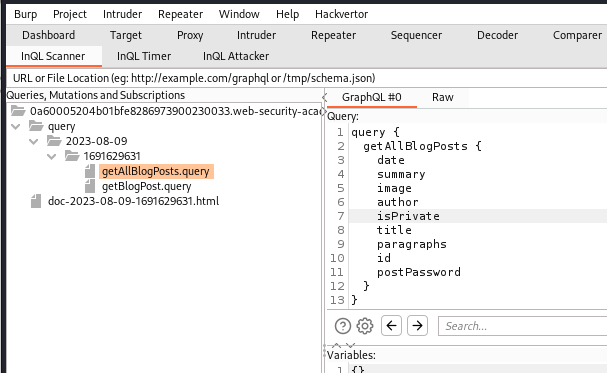 Burp Project Intruder Repeater Window Help Hackvertor
Dashboard Target Proxy Intruder Repeater Sequencer Decoder Comparer
InQL Scanner InQL Timer InQL Attacker
URL or File Location (eg: http://example.com/graphql or /tmp/schema.json)
Queries, Mutations and Subscriptions
0a60005204b01bfe8286973900230033.web-security-aca
query
2023-08-09
1691629631
getAllBlogPosts.query
getBlogPost.query
doc-2023-08-09-1691629631.html
GraphQL #0 Raw
Query:
1 query {
2 getAllBlogPosts {
3 date
4 summary
5 image
6 author
7 isPrivate
8 title
9 paragraphs
10 id
11 postPassword
12 }
13 }
Search...
Variables:
1 {}